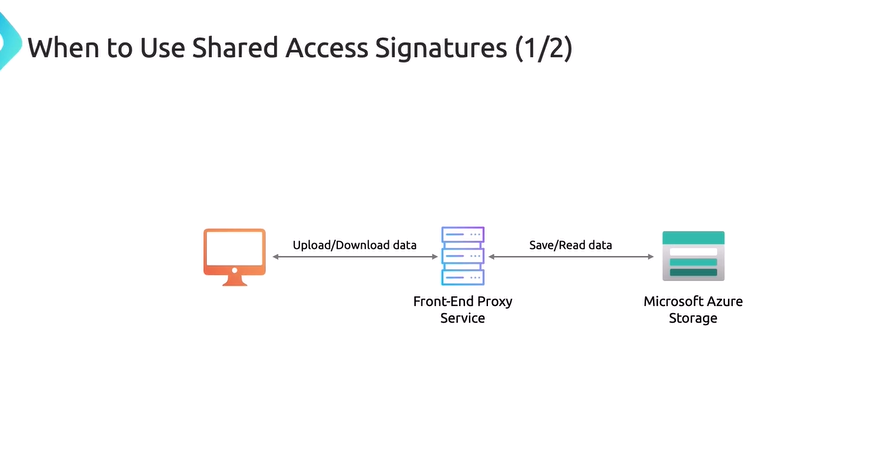 When to Use Shared Access Signatures (1/2)
Upload/Download data
Save/Read data
Front-End Proxy
Service
Microsoft Azure
Storage